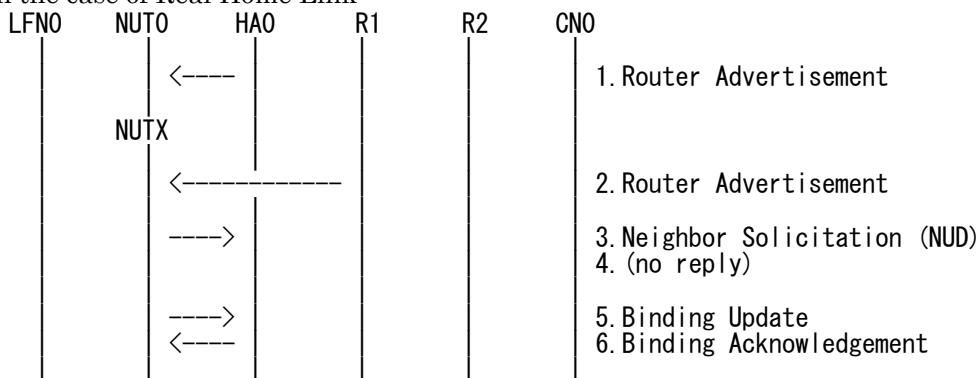 n the case of Real Home Link
LFN0 NUT0 HA0 R1 R2 CN0
<---- 1.Router Advertisement
NUTX
<------------ 2.Router Advertisement
----> 3.Neighbor Solicitation (NUD)
4.(no reply)
----> 5.Binding Update
<---- 6.Binding Acknowledgement